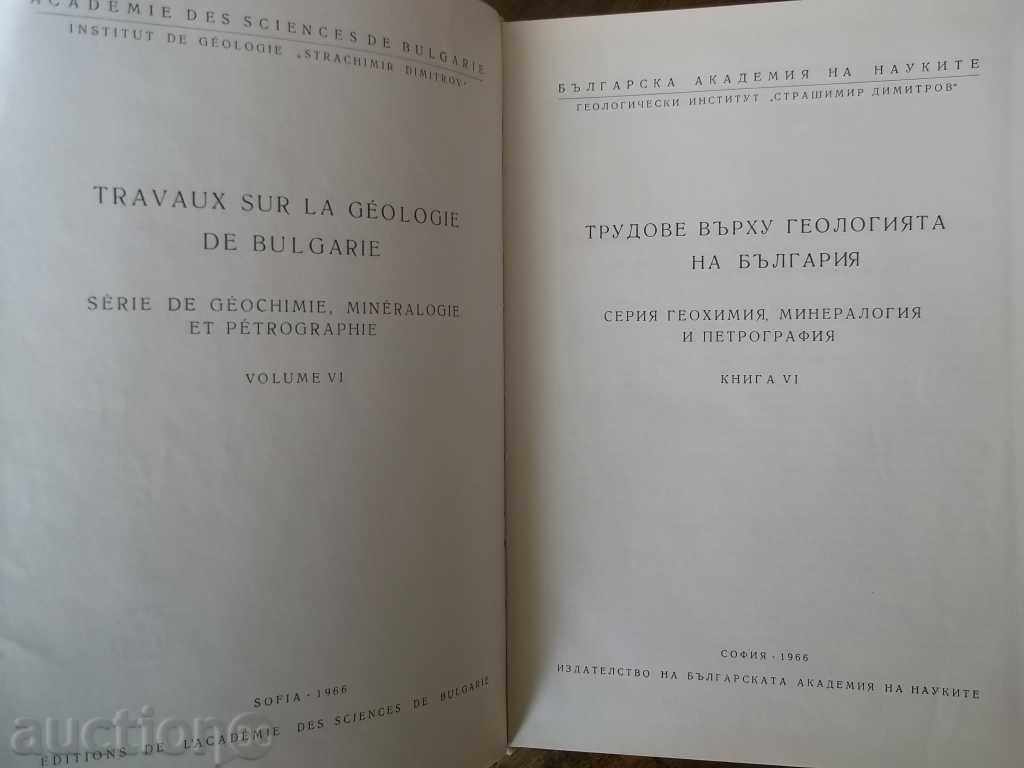 ACADÉMIE DES SCIENCES DE BULGARIE
INSTITUT DE GÉOLOGIE „STRACHIMIR DIMITROV“
TRAVAUX SUR LA GÉOLOGIE
DE BULGARIE
SÉRIE DE GÉOCHIMIE, MINÉRALOGIE
ET PÉTROGRAPHIE
VOLUME VI
SOFIA · 1966
EDITIONS DE L'ACADÉMIE DES SCIENCES DE BULGARIE
БЪЛГАРСКА АКАДЕМИЯ НА НАУКИТЕ
ГЕОЛОГИЧЕСКИ ИНСТИТУТ „СТРАШИМИР ДИМИТРОВ“
ТРУДОВЕ ВЪРХУ ГЕОЛОГИЯТА
НА БЪЛГАРИЯ
СЕРИЯ ГЕОХИМИЯ, МИНЕРАЛОГИЯ
И ПЕТРОГРАФИЯ
КНИГА VI
СОФИЯ · 1966
ИЗДАТЕЛСТВО НА БЪЛГАРСКАТА АКАДЕМИЯ НА НАУКИТЕ
auction